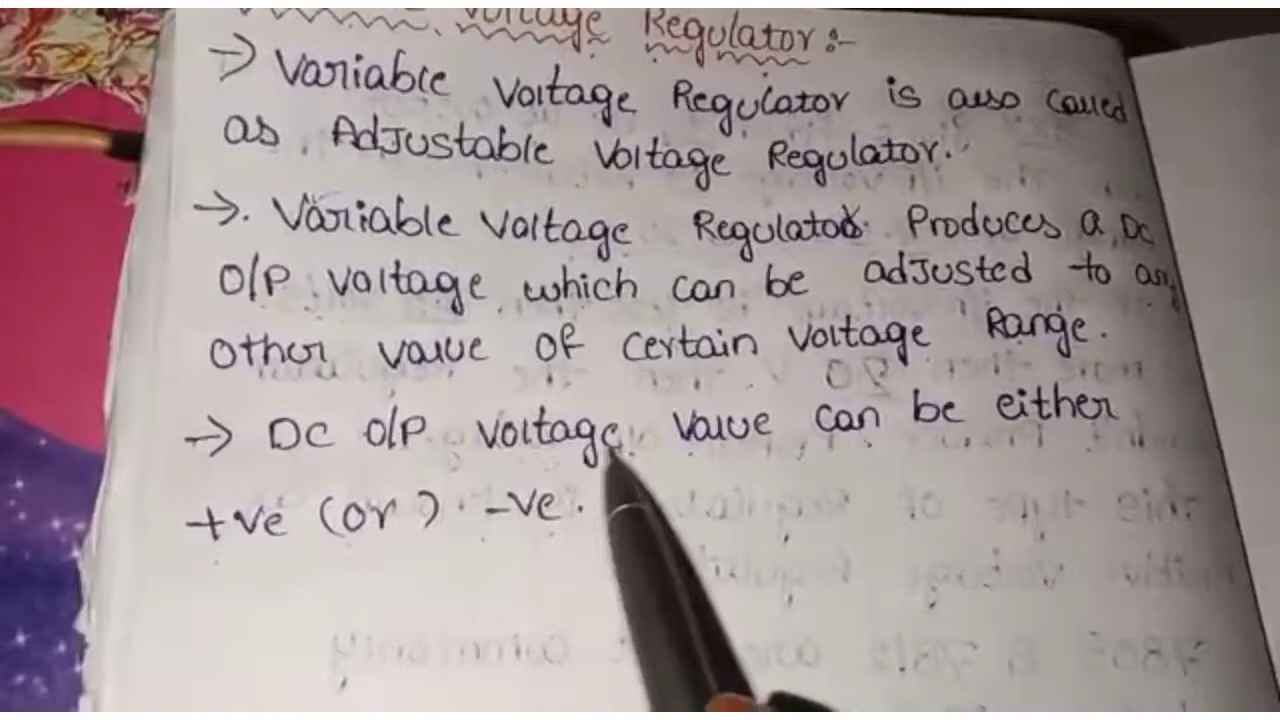 Voltage Regulator :-
→ Variable Voltage Regulator is also called
as Adjustable Voltage Regulator.
→. Variable Voltage Regulator Produces a DC
O/P voltage which can be adjusted to any
other value of certain voltage Range.
→ DC O/P voltage value can be either
+ve (or) -ve.